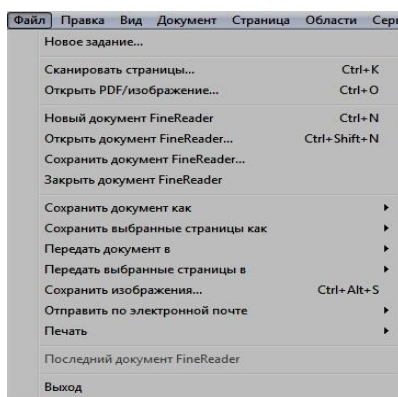 Файл Правка Вид Документ Страница Области
Новое задание...
Сканировать страницы... Ctrl+K
Открыть PDF/изображение... Ctrl+O
Новый документ FineReader Ctrl+N
Открыть документ FineReader... Ctrl+Shift+N
Сохранить документ FineReader...
Закрыть документ FineReader
Сохранить документ как
Сохранить выбранные страницы как
Передать документ в
Передать выбранные страницы в
Сохранить изображения... Ctrl+Alt+S
Отправить по электронной почте
Печать
Последний документ FineReader
Выход